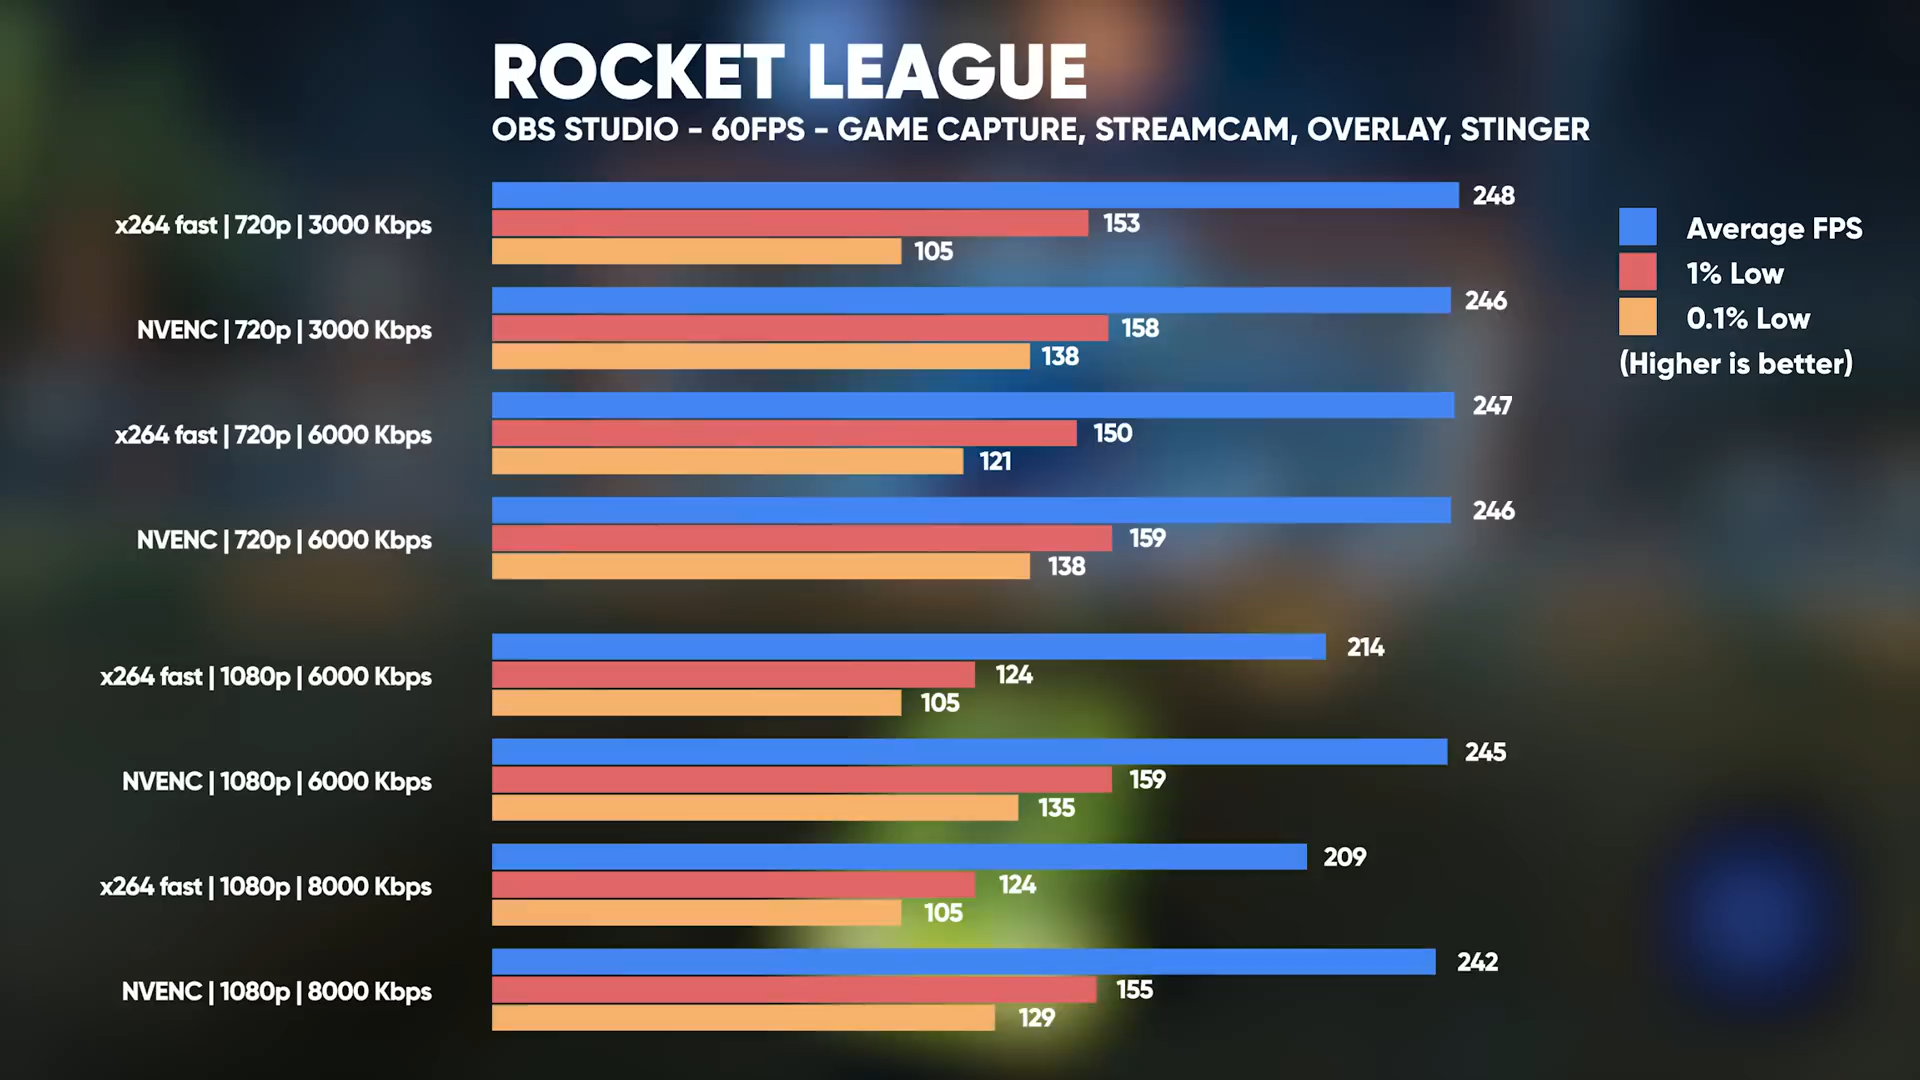 ROCKET LEAGUE
OBS STUDIO - 60FPS - GAME CAPTURE, STREAMCAM, OVERLAY, STINGER
x264 fast | 720p | 3000 Kbps
248
153
105
NVENC | 720p | 3000 Kbps
246
158
138
x264 fast | 720p | 6000 Kbps
247
150
121
NVENC | 720p | 6000 Kbps
246
159
138
x264 fast | 1080p | 6000 Kbps
214
124
105
NVENC | 1080p | 6000 Kbps
245
159
135
x264 fast | 1080p | 8000 Kbps
209
124
105
NVENC | 1080p | 8000 Kbps
242
155
129
Average FPS
1% Low
0.1% Low
(Higher is better)